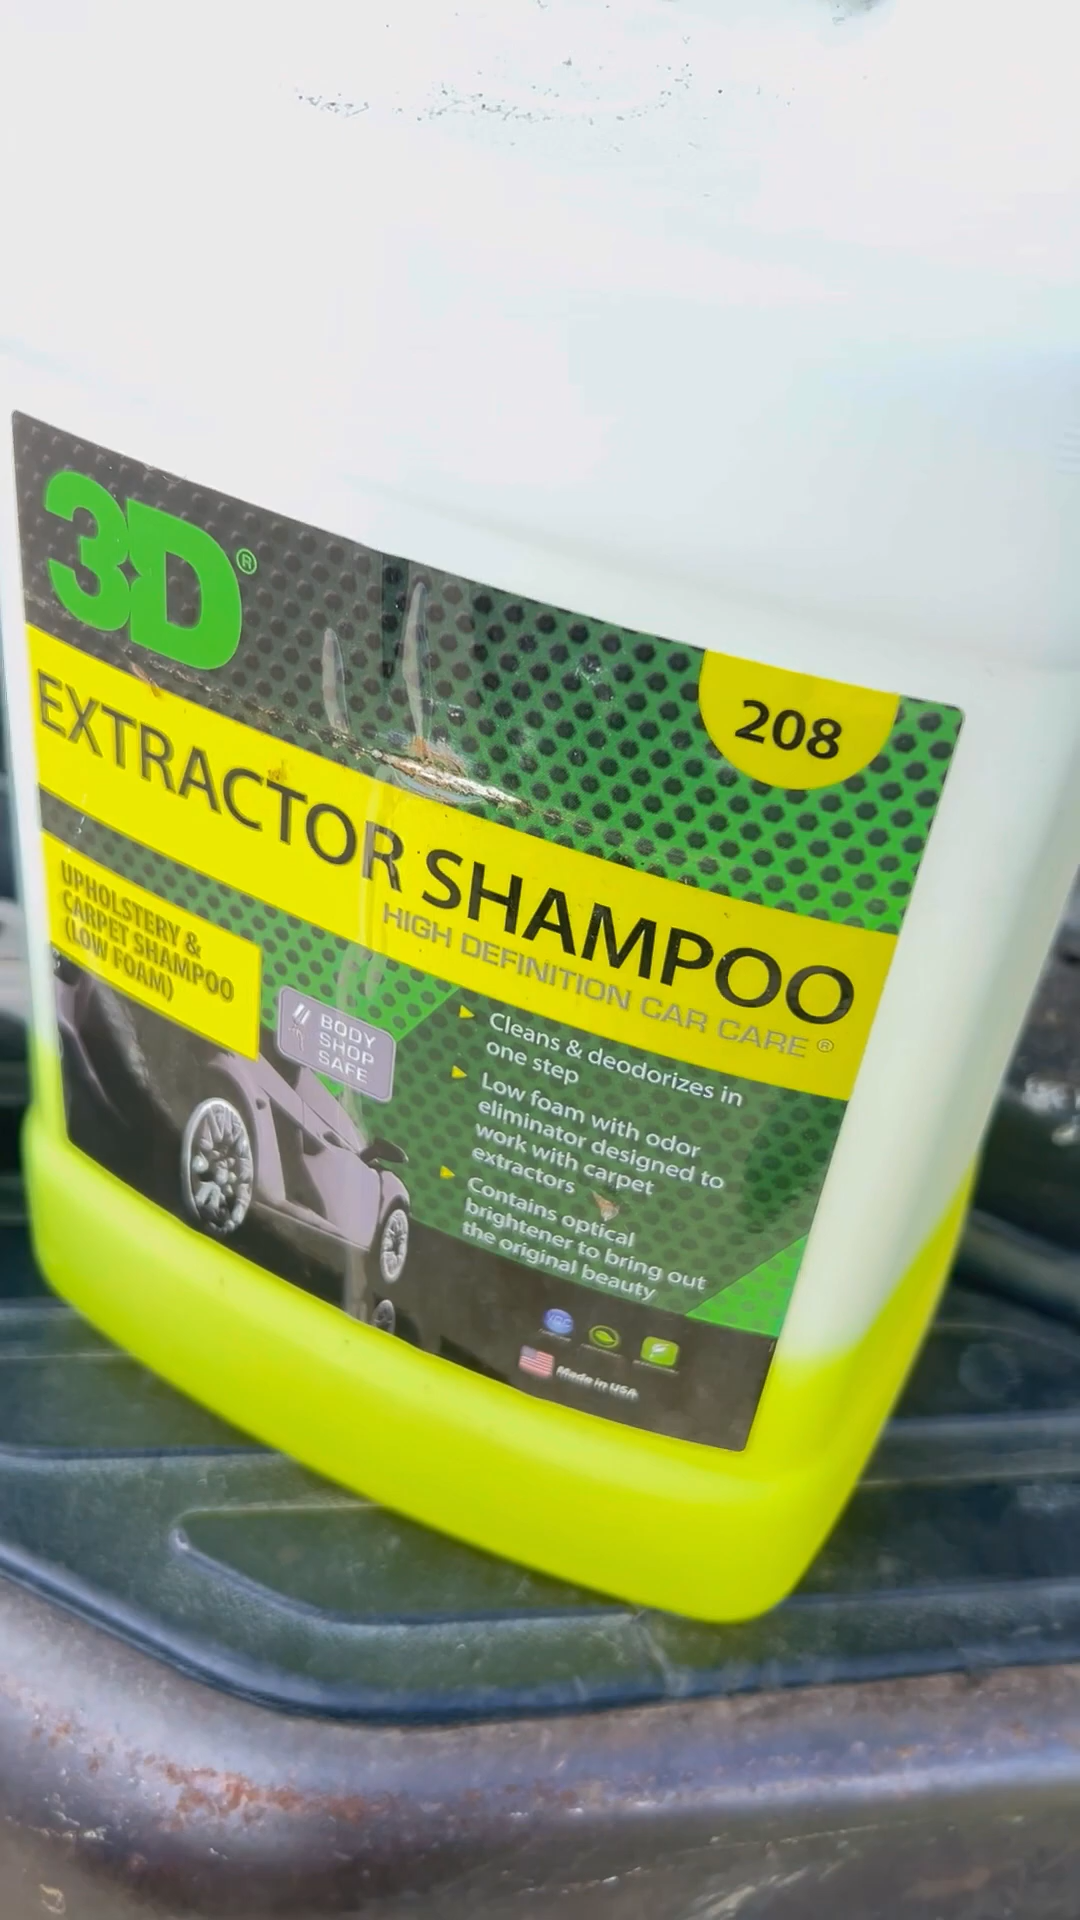 3D®
208
EXTRACTOR SHAMPOO
HIGH DEFINITION CAR CARE ®
UPHOLSTERY &
CARPET SHAMPOO
(LOW FOAM)
BODY
SHOP
SAFE
Cleans & deodorizes in
one step
Low foam with odor
eliminator designed to
work with carpet
extractors
Contains optical
brightener to bring out
the original beauty
Made in USA